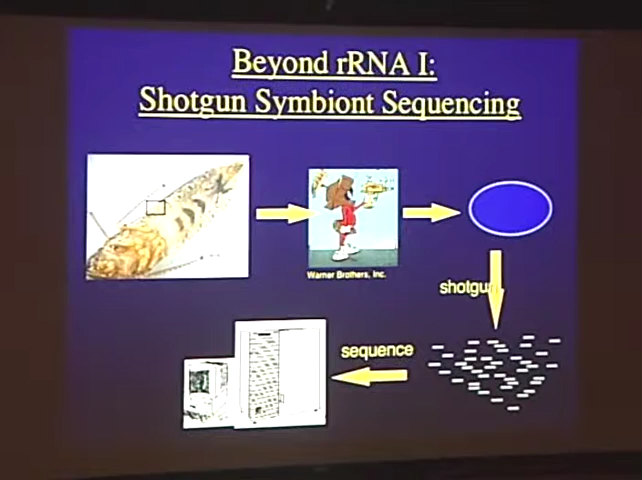 Beyond rRNA I:
Shotgun Symbiont Sequencing
Warner Brothers, Inc.
shotgun
sequence